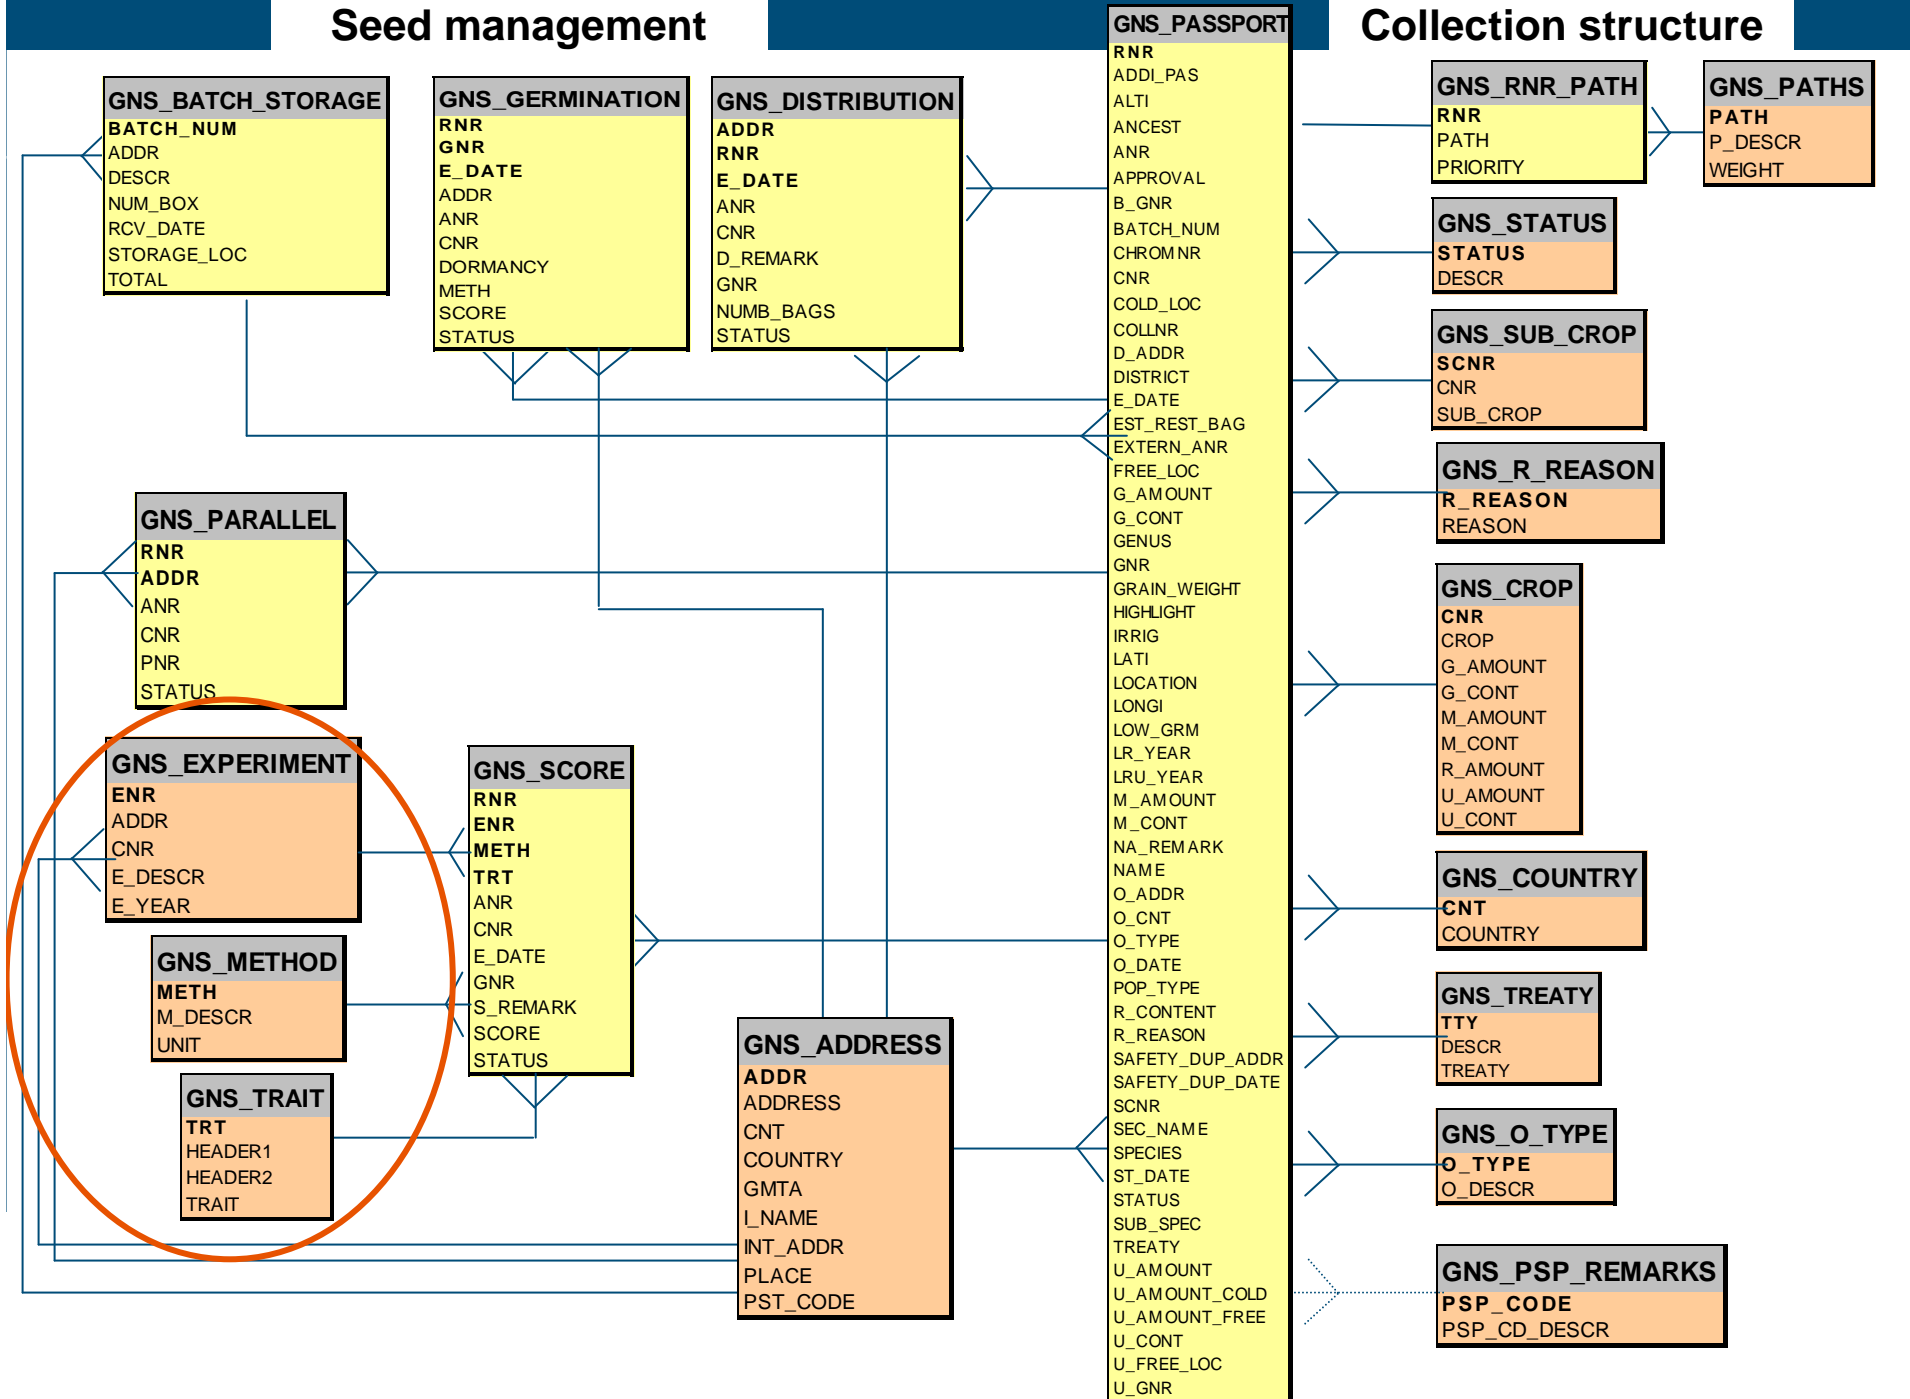 Seed management
Collection structure
GNS_BATCH_STORAGE
BATCH_NUM
ADDR
DESCR
NUM_BOX
RCV_DATE
STORAGE_LOC
TOTAL
GNS_GERMINATION
RNR
GNR
E_DATE
ADDR
ANR
CNR
DORMANCY
METH
SCORE
STATUS
GNS_DISTRIBUTION
ADDR
RNR
E_DATE
ANR
CNR
D_REMARK
GNR
NUMB_BAGS
STATUS
GNS_PARALLEL
RNR
ADDR
ANR
CNR
PNR
STATUS
GNS_EXPERIMENT
ENR
ADDR
CNR
E_DESCR
E_YEAR
GNS_METHOD
METH
M_DESCR
UNIT
GNS_TRAIT
TRT
HEADER1
HEADER2
TRAIT
GNS_SCORE
RNR
ENR
METH
TRT
ANR
CNR
E_DATE
GNR
S_REMARK
SCORE
STATUS
GNS_ADDRESS
ADDR
ADDRESS
CNT
COUNTRY
GMTA
I_NAME
INT_ADDR
PLACE
PST_CODE
GNS_PASSPORT
RNR
ADDI_PAS
ALTI
ANCEST
ANR
APPROVAL
B_GNR
BATCH_NUM
CHROMNR
CNR
COLD_LOC
COLLNR
D_ADDR
DISTRICT
E_DATE
EST_REST_BAG
EXTERN_ANR
FREE_LOC
G_AMOUNT
G_CONT
GENUS
GNR
GRAIN_WEIGHT
HIGHLIGHT
IRRIG
LATI
LOCATION
LONGI
LOW_GRM
LR_YEAR
LRU_YEAR
M_AMOUNT
M_CONT
NA_REMARK
NAME
O_ADDR
O_CNT
O_TYPE
O_DATE
POP_TYPE
R_CONTENT
R_REASON
SAFETY_DUP_ADDR
SAFETY_DUP_DATE
SCNR
SEC_NAME
SPECIES
ST_DATE
STATUS
SUB_SPEC
TREATY
U_AMOUNT
U_AMOUNT_COLD
U_AMOUNT_FREE
U_CONT
U_FREE_LOC
U_GNR
GNS_RNR_PATH
RNR
PATH
PRIORITY
GNS_PATHS
PATH
P_DESCR
WEIGHT
GNS_STATUS
STATUS
DESCR
GNS_SUB_CROP
SCNR
CNR
SUB_CROP
GNS_R_REASON
R_REASON
REASON
GNS_CROP
CNR
CROP
G_AMOUNT
G_CONT
M_AMOUNT
M_CONT
R_AMOUNT
U_AMOUNT
U_CONT
GNS_COUNTRY
CNT
COUNTRY
GNS_TREATY
TTY
DESCR
TREATY
GNS_O_TYPE
O_TYPE
O_DESCR
GNS_PSP_REMARKS
PSP_CODE
PSP_CD_DESCR